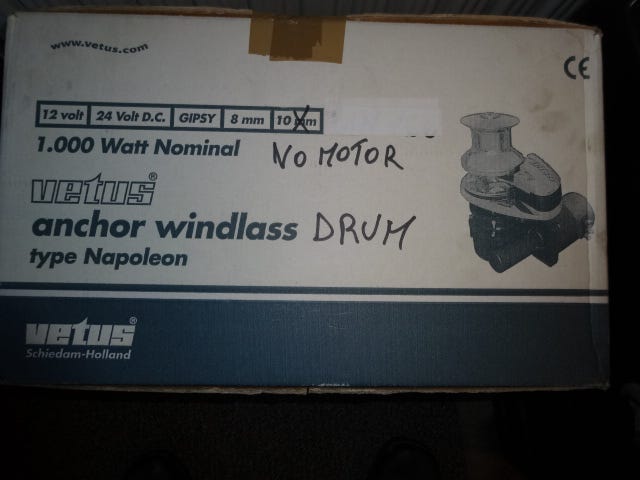 www.vetus.com
CE
12 volt 24 Volt D.C. GIPSY 8 mm 10 mm
1.000 Watt Nominal NO MOTOR
vetus®
anchor windlass DRUM
type Napoleon
vetus®
Schiedam-Holland